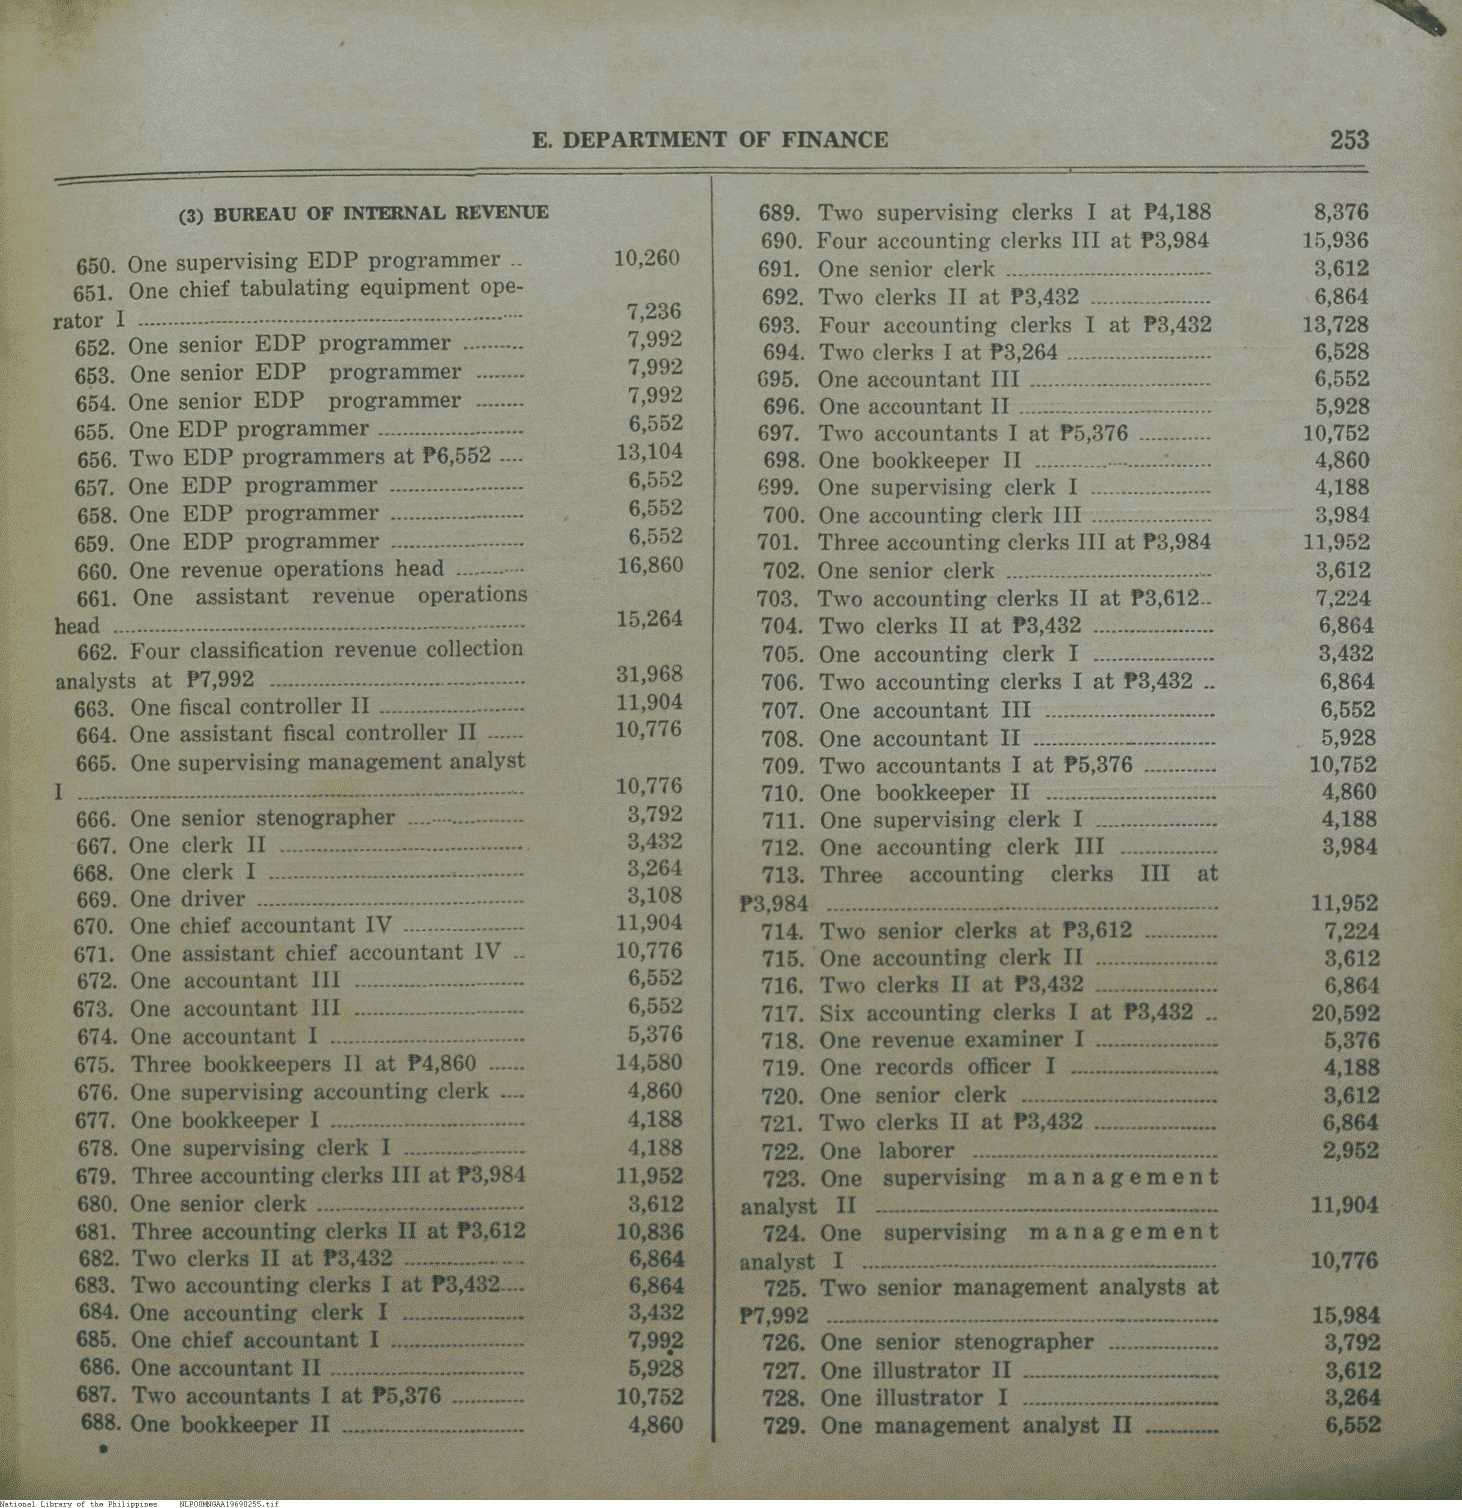 E. DEPARTMENT OF FINANCE 253
(3) BUREAU OF INTERNAL REVENUE
650. One supervising EDP programmer .. 10,260
651. One chief tabulating equipment ope-
rator I ........ 7,236
652. One senior EDP programmer ........ 7,992
653. One senior EDP programmer ........ 7,992
654. One senior EDP programmer ........ 7,992
655. One EDP programmer ........ 6,552
656. Two EDP programmers at ₱6,552 .... 13,104
657. One EDP programmer ........ 6,552
658. One EDP programmer ........ 6,552
659. One EDP programmer ........ 6,552
660. One revenue operations head ........ 16,860
661. One assistant revenue operations
head ........ 15,264
662. Four classification revenue collection
analysts at ₱7,992 ........ 31,968
663. One fiscal controller II ........ 11,904
664. One assistant fiscal controller II ...... 10,776
665. One supervising management analyst
I ........ 10,776
666. One senior stenographer ........ 3,792
667. One clerk II ........ 3,432
668. One clerk I ........ 3,264
669. One driver ........ 3,108
670. One chief accountant IV ........ 11,904
671. One assistant chief accountant IV .. 10,776
672. One accountant III ........ 6,552
673. One accountant III ........ 6,552
674. One accountant I ........ 5,376
675. Three bookkeepers II at ₱4,860 ...... 14,580
676. One supervising accounting clerk .... 4,860
677. One bookkeeper I ........ 4,188
678. One supervising clerk I ........ 4,188
679. Three accounting clerks III at ₱3,984 11,952
680. One senior clerk ........ 3,612
681. Three accounting clerks II at ₱3,612 10,836
682. Two clerks II at ₱3,432 ........ 6,864
683. Two accounting clerks I at ₱3,432.... 6,864
684. One accounting clerk I ........ 3,432
685. One chief accountant I ........ 7,992
686. One accountant II ........ 5,928
687. Two accountants I at ₱5,376 ........ 10,752
688. One bookkeeper II ........ 4,860
689. Two supervising clerks I at ₱4,188 8,376
690. Four accounting clerks III at ₱3,984 15,936
691. One senior clerk ........ 3,612
692. Two clerks II at ₱3,432 ........ 6,864
693. Four accounting clerks I at ₱3,432 13,728
694. Two clerks I at ₱3,264 ........ 6,528
695. One accountant III ........ 6,552
696. One accountant II ........ 5,928
697. Two accountants I at ₱5,376 ........ 10,752
698. One bookkeeper II ........ 4,860
699. One supervising clerk I ........ 4,188
700. One accounting clerk III ........ 3,984
701. Three accounting clerks III at ₱3,984 11,952
702. One senior clerk ........ 3,612
703. Two accounting clerks II at ₱3,612.. 7,224
704. Two clerks II at ₱3,432 ........ 6,864
705. One accounting clerk I ........ 3,432
706. Two accounting clerks I at ₱3,432 .. 6,864
707. One accountant III ........ 6,552
708. One accountant II ........ 5,928
709. Two accountants I at ₱5,376 ........ 10,752
710. One bookkeeper II ........ 4,860
711. One supervising clerk I ........ 4,188
712. One accounting clerk III ........ 3,984
713. Three accounting clerks III at
₱3,984 ........ 11,952
714. Two senior clerks at ₱3,612 ........ 7,224
715. One accounting clerk II ........ 3,612
716. Two clerks II at ₱3,432 ........ 6,864
717. Six accounting clerks I at ₱3,432 .. 20,592
718. One revenue examiner I ........ 5,376
719. One records officer I ........ 4,188
720. One senior clerk ........ 3,612
721. Two clerks II at ₱3,432 ........ 6,864
722. One laborer ........ 2,952
723. One supervising management
analyst II ........ 11,904
724. One supervising management
analyst I ........ 10,776
725. Two senior management analysts at
₱7,992 ........ 15,984
726. One senior stenographer ........ 3,792
727. One illustrator II ........ 3,612
728. One illustrator I ........ 3,264
729. One management analyst II ........ 6,552
National Library of the Philippines NLPOOMNGAA19690255.tif